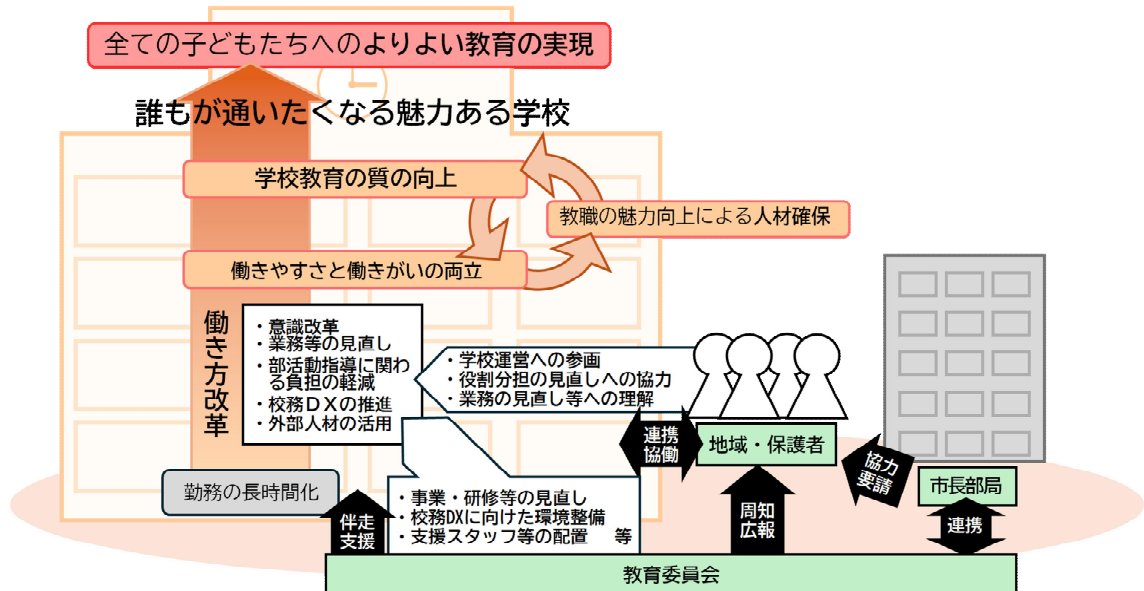 全ての子どもたちへのよりよい教育の実現
誰もが通いたくなる魅力ある学校
学校教育の質の向上
教職の魅力向上による人材確保
働きやすさと働きがいの両立
働き方改革
・意識改革
・業務等の見直し
・部活動指導に関わ
る負担の軽減
・校務ＤＸの推進
・外部人材の活用
・学校運営への参画
・役割分担の見直しへの協力
・業務の見直し等への理解
連携
協働
地域・保護者
協力
要請
市長部局
勤務の長時間化
伴走
支援
・事業・研修等の見直し
・校務DXに向けた環境整備
・支援スタッフ等の配置　等
周知
広報
連携
教育委員会